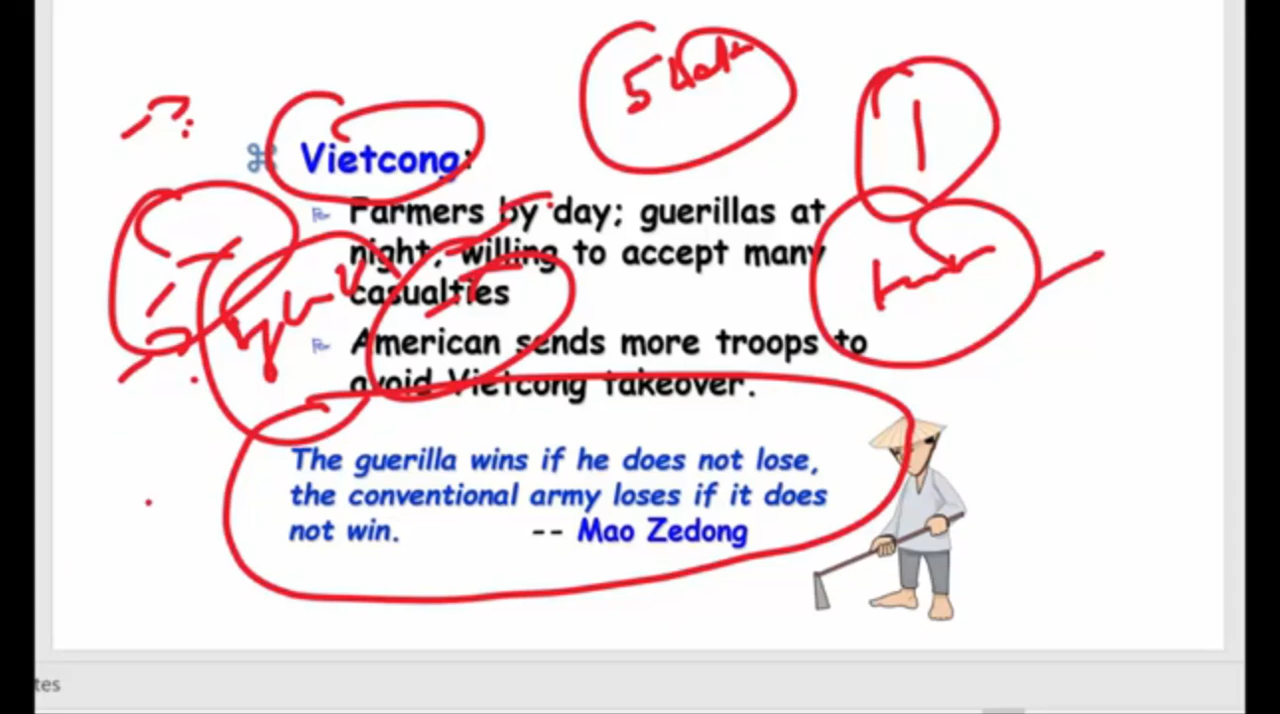 Vietcong:
Farmers by day; guerillas at
night, willing to accept many
casualties
American sends more troops to
avoid Vietcong takeover.
The guerilla wins if he does not lose,
the conventional army loses if it does
not win. -- Mao Zedong
tes